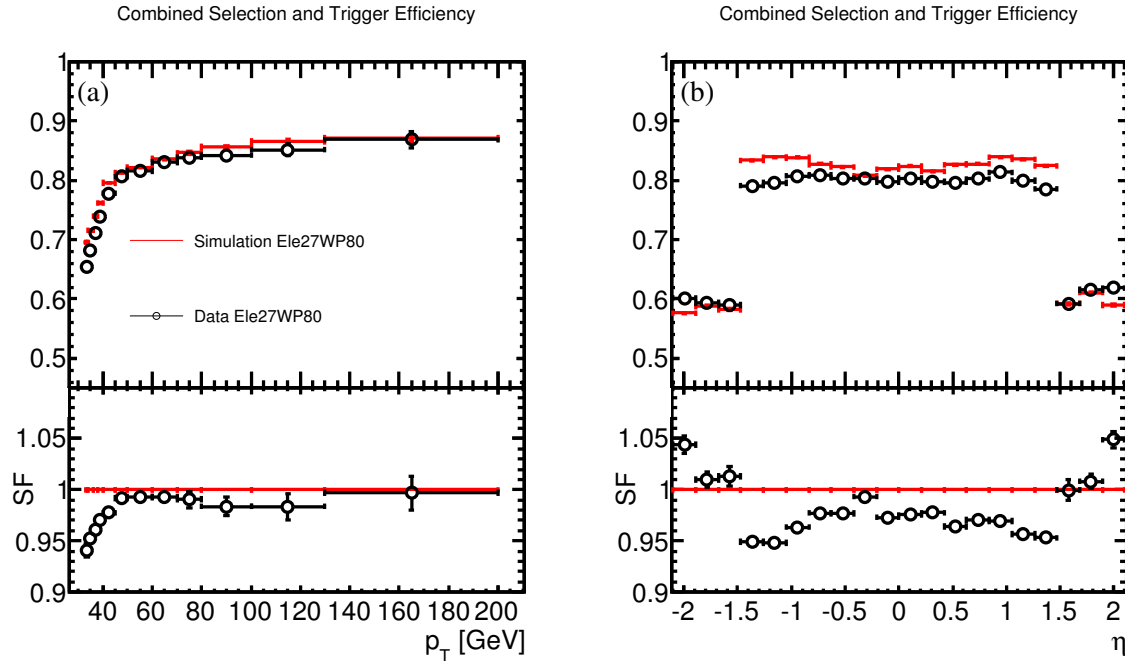 Combined Selection and Trigger Efficiency
(a)
1
0.9
0.8
0.7
0.6
0.5
Simulation Ele27WP80
Data Ele27WP80
SF
1.05
1
0.95
0.9
40 60 80 100 120 140 160 180 200
p_T [GeV]
Combined Selection and Trigger Efficiency
(b)
1
0.9
0.8
0.7
0.6
0.5
SF
1.05
1
0.95
0.9
-2 -1.5 -1 -0.5 0 0.5 1 1.5 2
η